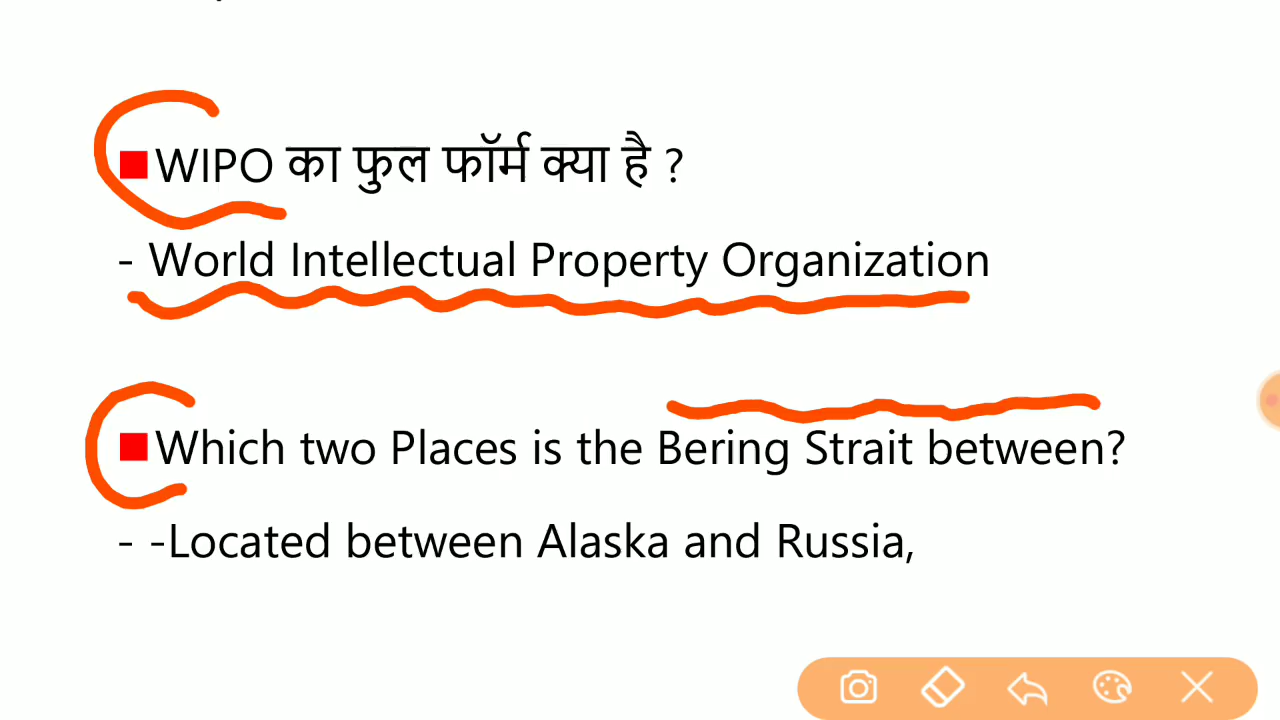 WIPO का फुल फॉर्म क्या है ?
- World Intellectual Property Organization
Which two Places is the Bering Strait between?
- -Located between Alaska and Russia,